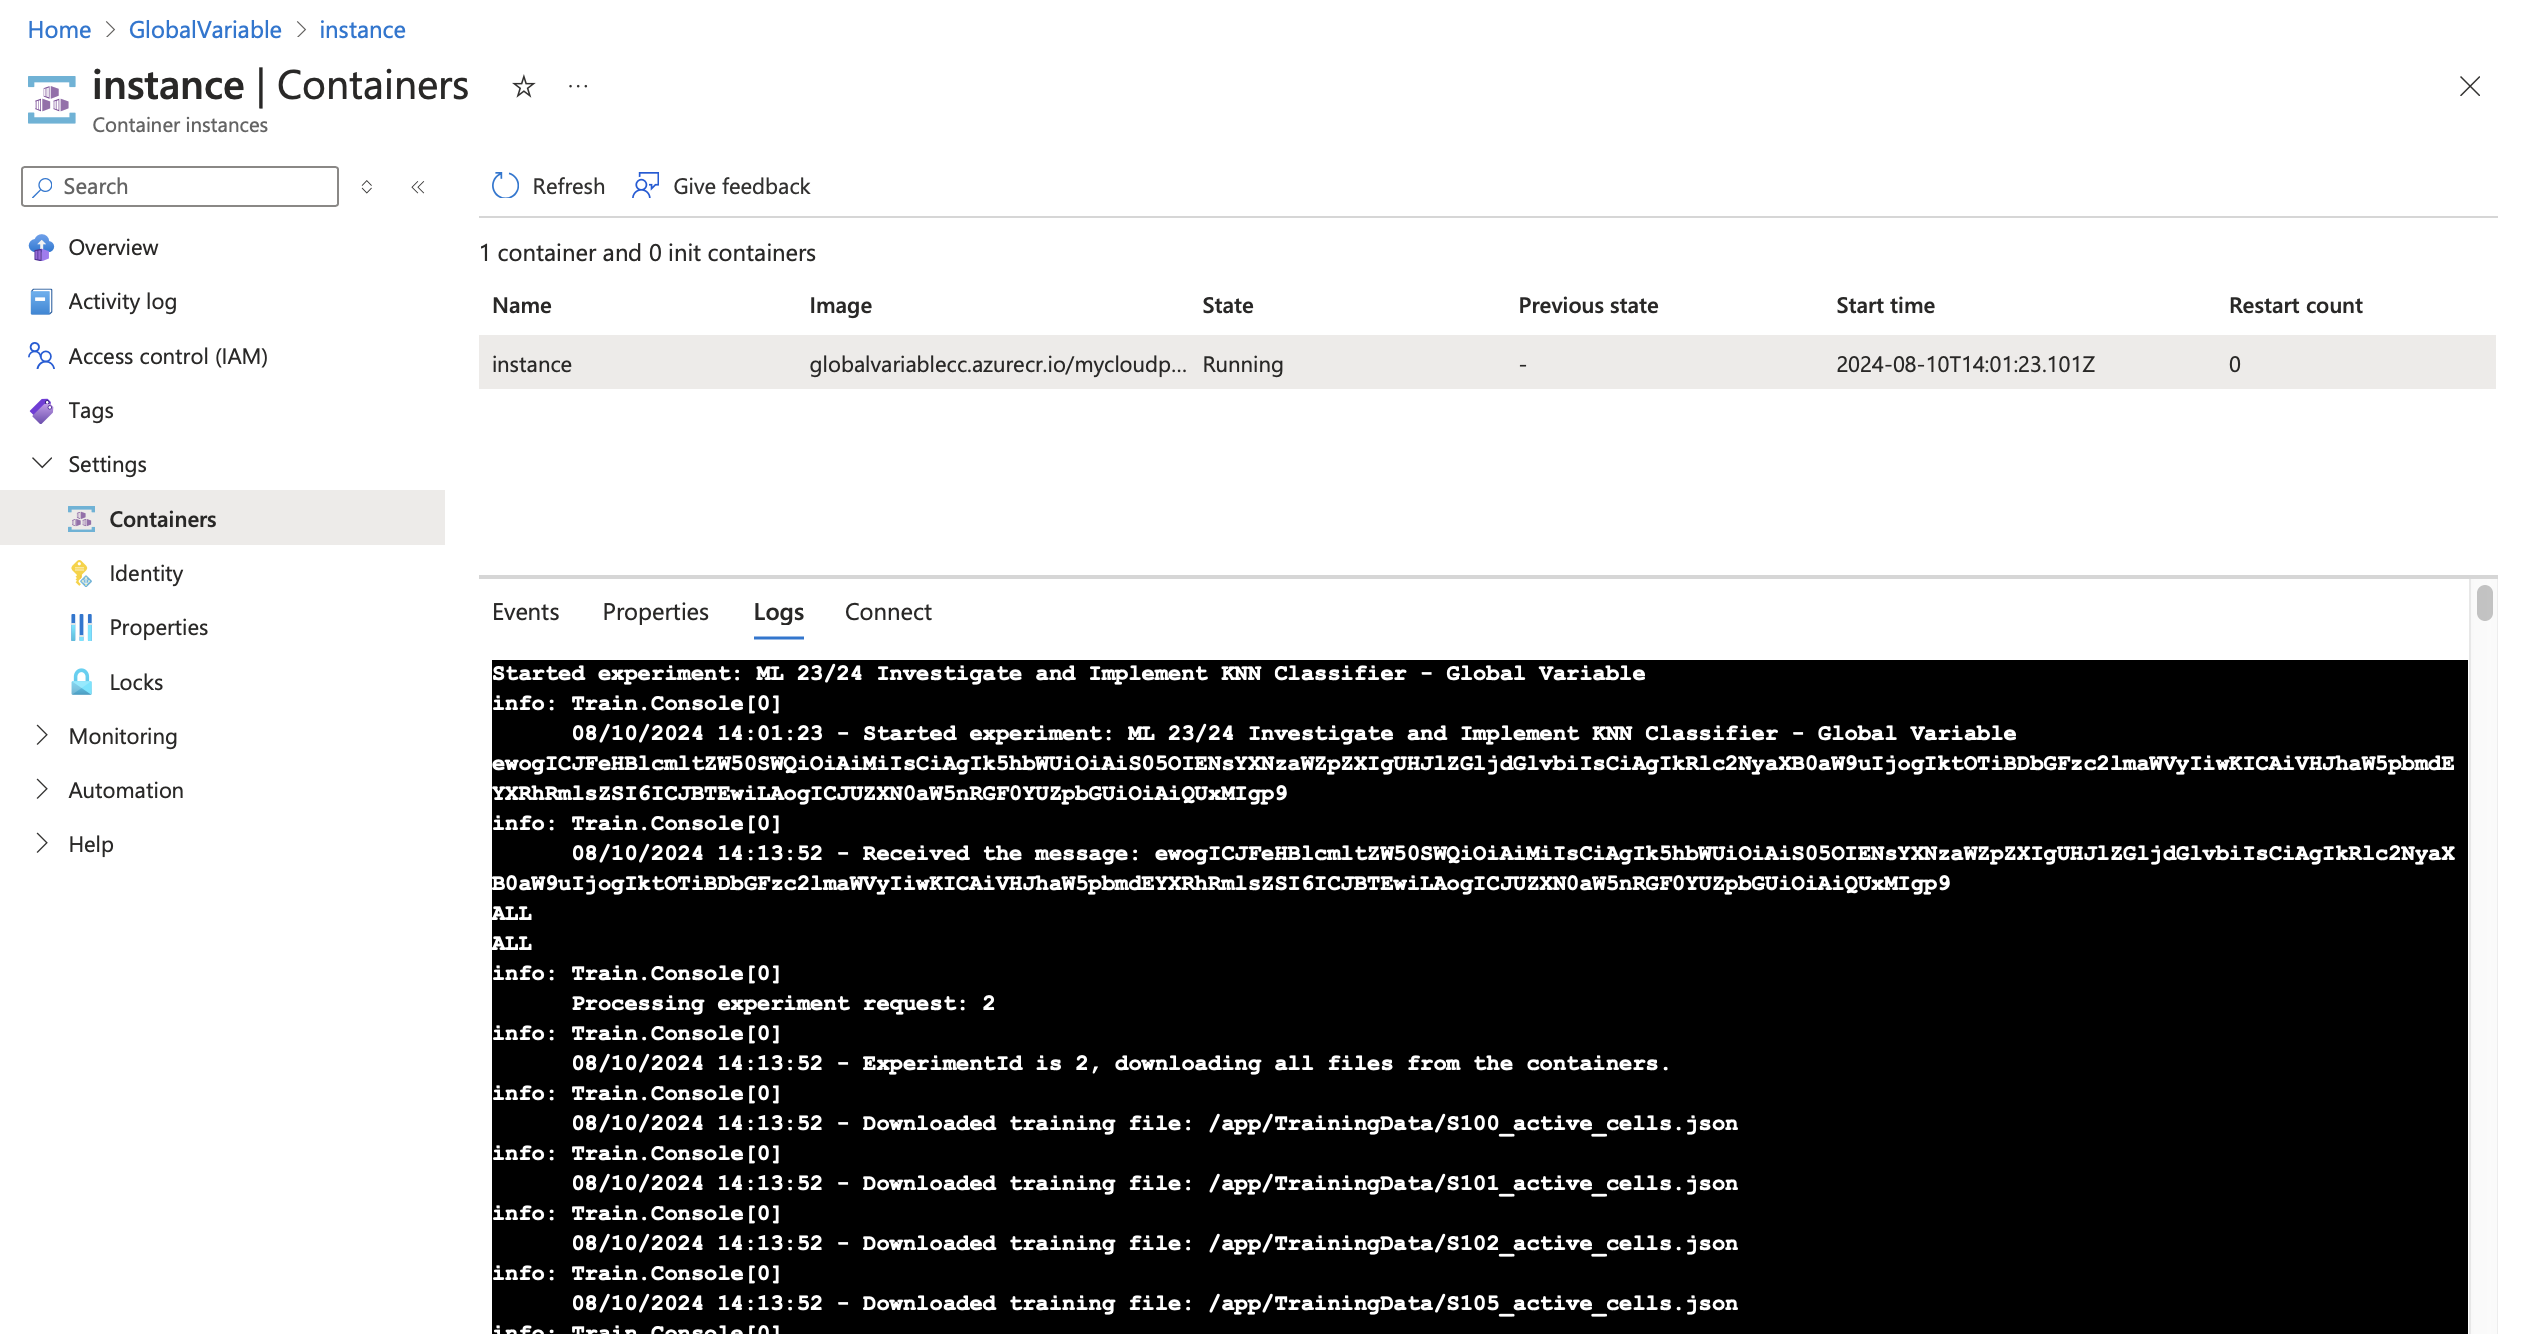 Home > GlobalVariable > instance
instance | Containers
Container instances
Search
Refresh Give feedback
Overview
Activity log
Access control (IAM)
Tags
Settings
Containers
Identity
Properties
Locks
Monitoring
Automation
Help
1 container and 0 init containers
Name Image State Previous state Start time Restart count
instance globalvariablecc.azurecr.io/mycloudp... Running - 2024-08-10T14:01:23.101Z 0
Events Properties Logs Connect
Started experiment: ML 23/24 Investigate and Implement KNN Classifier - Global Variable
info: Train.Console[0]
08/10/2024 14:01:23 - Started experiment: ML 23/24 Investigate and Implement KNN Classifier - Global Variable
ewogICJFeHBlcmltZW50SWQiOiAiMiIsCiAgIk5hbWUiOiAiS05OIENsYXNzaWZpZXIgUHJlZGljdGlvbiIsCiAgIkRlc2NyaXB0aW9uIjogIktOTiBDbGFzc2lmaWVyIiwKICAiVHJhaW5pbmdE
YXRhRmlsZSI6ICJBTEwiLAogICJUZXN0aW5nRGF0YUZpbGUiOiAiQUxMIgp9
info: Train.Console[0]
08/10/2024 14:13:52 - Received the message: ewogICJFeHBlcmltZW50SWQiOiAiMiIsCiAgIk5hbWUiOiAiS05OIENsYXNzaWZpZXIgUHJlZGljdGlvbiIsCiAgIkRlc2NyaX
B0aW9uIjogIktOTiBDbGFzc2lmaWVyIiwKICAiVHJhaW5pbmdEYXRhRmlsZSI6ICJBTEwiLAogICJUZXN0aW5nRGF0YUZpbGUiOiAiQUxMIgp9
ALL
ALL
info: Train.Console[0]
Processing experiment request: 2
info: Train.Console[0]
08/10/2024 14:13:52 - ExperimentId is 2, downloading all files from the containers.
info: Train.Console[0]
08/10/2024 14:13:52 - Downloaded training file: /app/TrainingData/S100_active_cells.json
info: Train.Console[0]
08/10/2024 14:13:52 - Downloaded training file: /app/TrainingData/S101_active_cells.json
info: Train.Console[0]
08/10/2024 14:13:52 - Downloaded training file: /app/TrainingData/S102_active_cells.json
info: Train.Console[0]
08/10/2024 14:13:52 - Downloaded training file: /app/TrainingData/S105_active_cells.json
info: Train.Console[0]